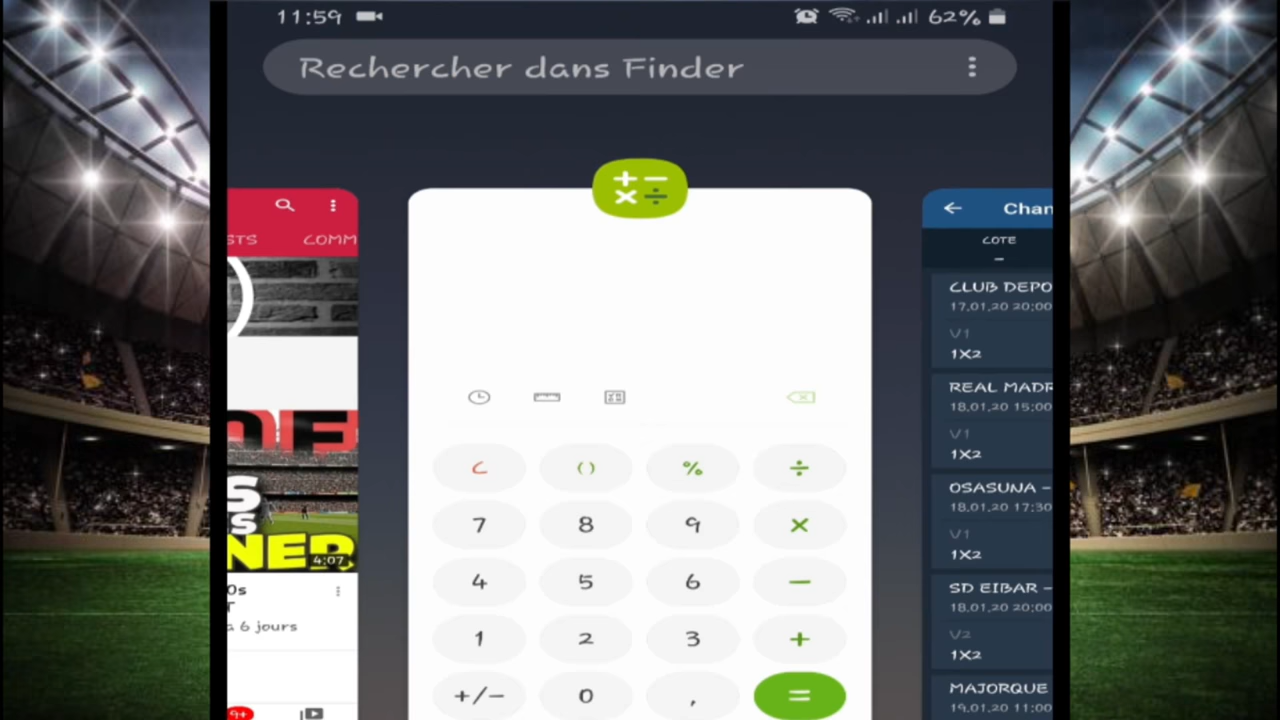 11:59
62%
Rechercher dans Finder
STS COMM
4:07
Os
a 6 jours
9+
C () % ÷
7 8 9 ×
4 5 6 −
1 2 3 +
+/− 0 , =
Chan
COTE
–
CLUB DEPO
17.01.20 20:00
V1
1X2
REAL MADR
18.01.20 15:00
V1
1X2
OSASUNA –
18.01.20 17:30
V1
1X2
SD EIBAR –
18.01.20 20:00
V2
1X2
MAJORQUE
19.01.20 11:00